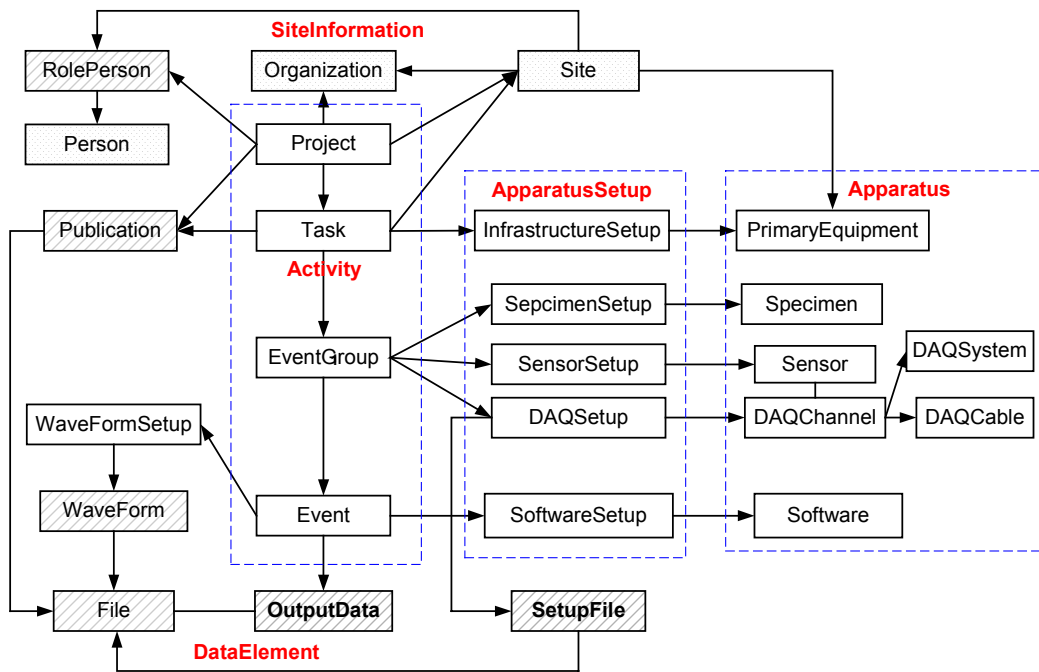 SiteInformation
RolePerson
Organization
Site
Person
Project
ApparatusSetup
Apparatus
Publication
Task
InfrastructureSetup
PrimaryEquipment
Activity
SepcimenSetup
Specimen
EventGroup
SensorSetup
Sensor
DAQSystem
WaveFormSetup
DAQSetup
DAQChannel
DAQCable
WaveForm
Event
SoftwareSetup
Software
File
OutputData
SetupFile
DataElement